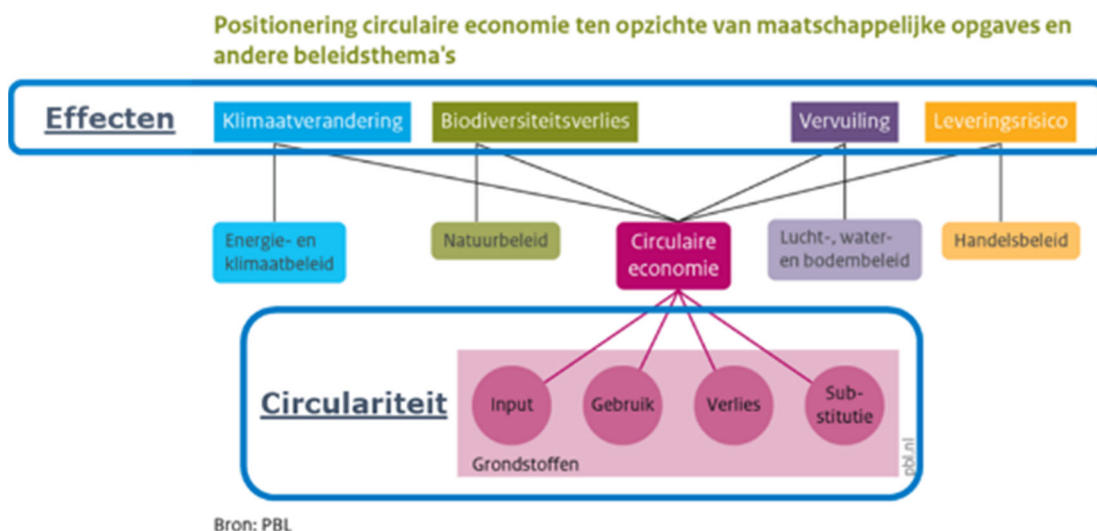 Positionering circulaire economie ten opzichte van maatschappelijke opgaves en
andere beleidsthema's
Effecten
Klimaatverandering
Biodiversiteitsverlies
Vervuiling
Leveringsrisico
Energie- en
klimaatbeleid
Natuurbeleid
Circulaire
economie
Lucht-, water-
en bodembeleid
Handelsbeleid
Circulariteit
Input
Gebruik
Verlies
Sub-
stitutie
Grondstoffen
pbl.nl
Bron: PBL